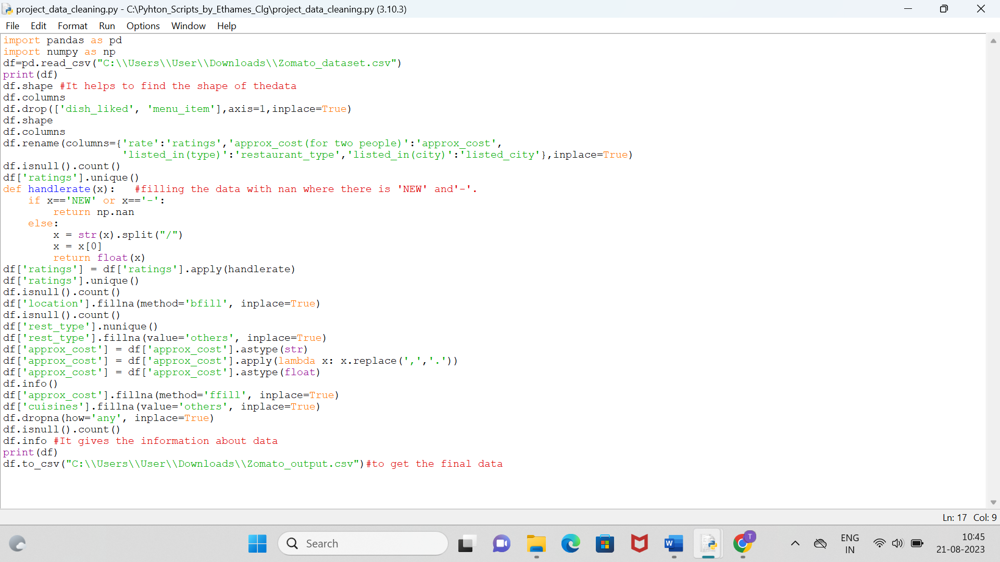 project_data_cleaning.py - C:\Pyhton_Scripts_by_Ethames_Clg\project_data_cleaning.py (3.10.3)
File Edit Format Run Options Window Help
import pandas as pd
import numpy as np
df=pd.read_csv("C:\\Users\\User\\Downloads\\Zomato_dataset.csv")
print(df)
df.shape #It helps to find the shape of thedata
df.columns
df.drop(['dish_liked', 'menu_item'],axis=1,inplace=True)
df.shape
df.columns
df.rename(columns={'rate':'ratings','approx_cost(for two people)':'approx_cost',
                   'listed_in(type)':'restaurant_type','listed_in(city)':'listed_city'},inplace=True)
df.isnull().count()
df['ratings'].unique()
def handlerate(x):   #filling the data with nan where there is 'NEW' and'-'.
    if x=='NEW' or x=='-':
        return np.nan
    else:
        x = str(x).split("/")
        x = x[0]
        return float(x)
df['ratings'] = df['ratings'].apply(handlerate)
df['ratings'].unique()
df.isnull().count()
df['location'].fillna(method='bfill', inplace=True)
df.isnull().count()
df['rest_type'].nunique()
df['rest_type'].fillna(value='others', inplace=True)
df['approx_cost'] = df['approx_cost'].astype(str)
df['approx_cost'] = df['approx_cost'].apply(lambda x: x.replace(',','.'))
df['approx_cost'] = df['approx_cost'].astype(float)
df.info()
df['approx_cost'].fillna(method='ffill', inplace=True)
df['cuisines'].fillna(value='others', inplace=True)
df.dropna(how='any', inplace=True)
df.isnull().count()
df.info #It gives the information about data
print(df)
df.to_csv("C:\\Users\\User\\Downloads\\Zomato_output.csv")#to get the final data
Ln: 17 Col: 9
Search
W
T
ENG
IN
10:45
21-08-2023